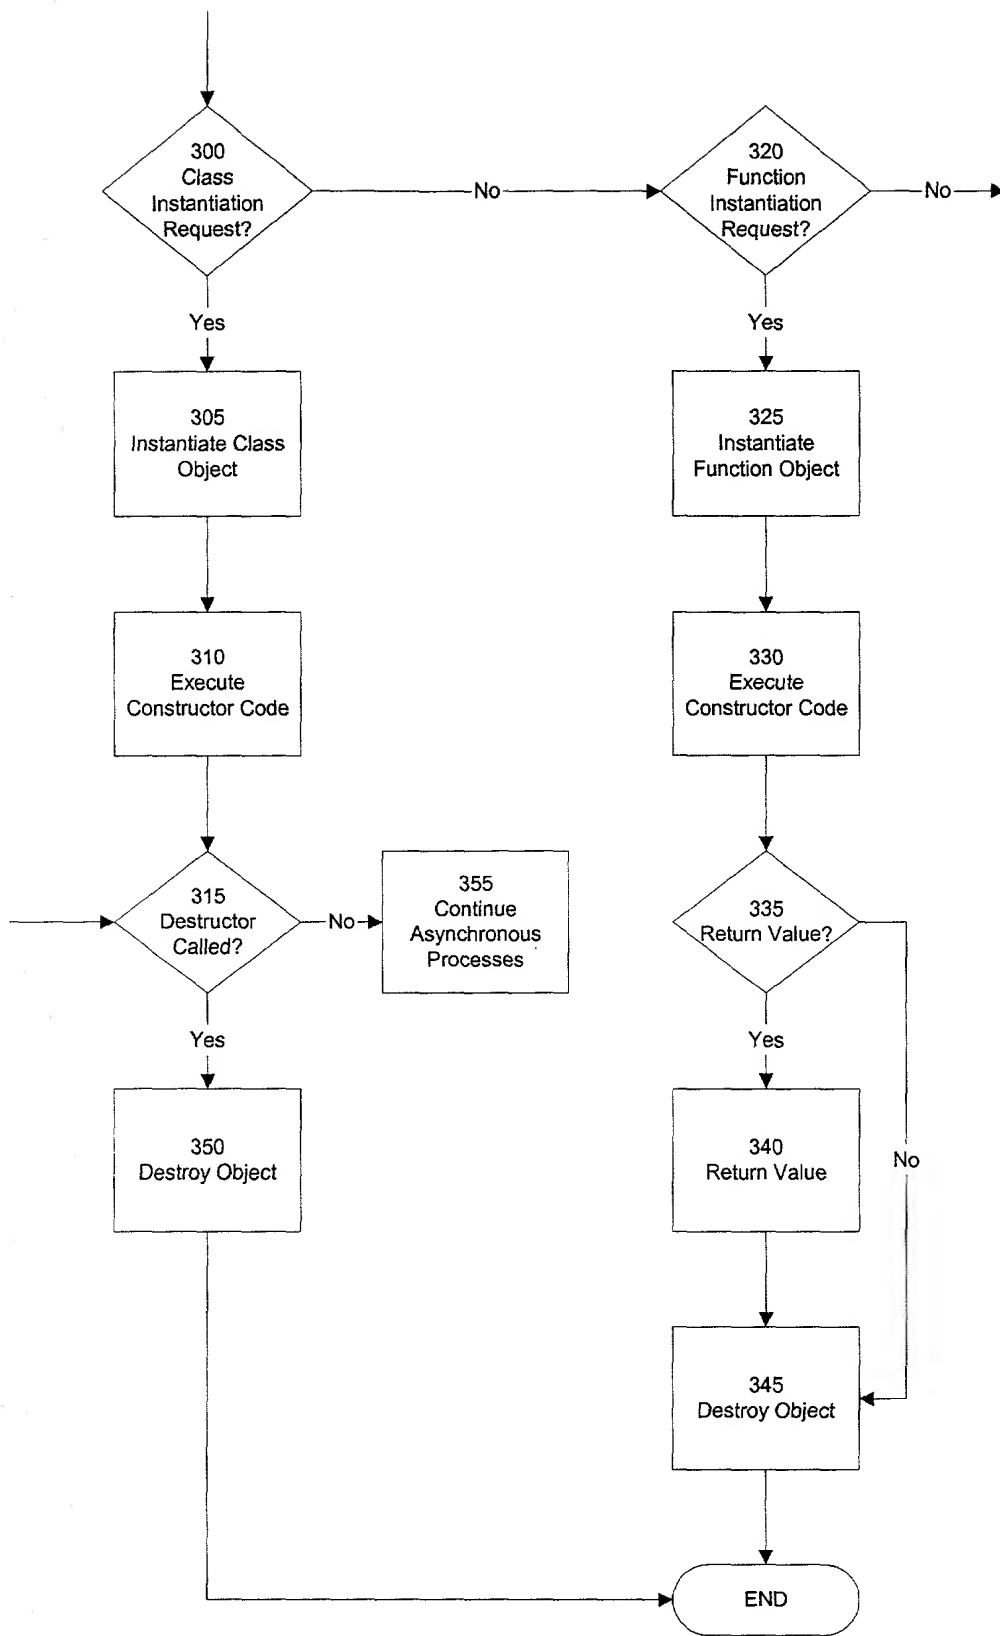 300
Class
Instantiation
Request?
No
320
Function
Instantiation
Request?
No
Yes
Yes
305
Instantiate Class
Object
325
Instantiate
Function Object
310
Execute
Constructor Code
330
Execute
Constructor Code
315
Destructor
Called?
No
355
Continue
Asynchronous
Processes
335
Return Value?
Yes
Yes
350
Destroy Object
340
Return Value
No
345
Destroy Object
END